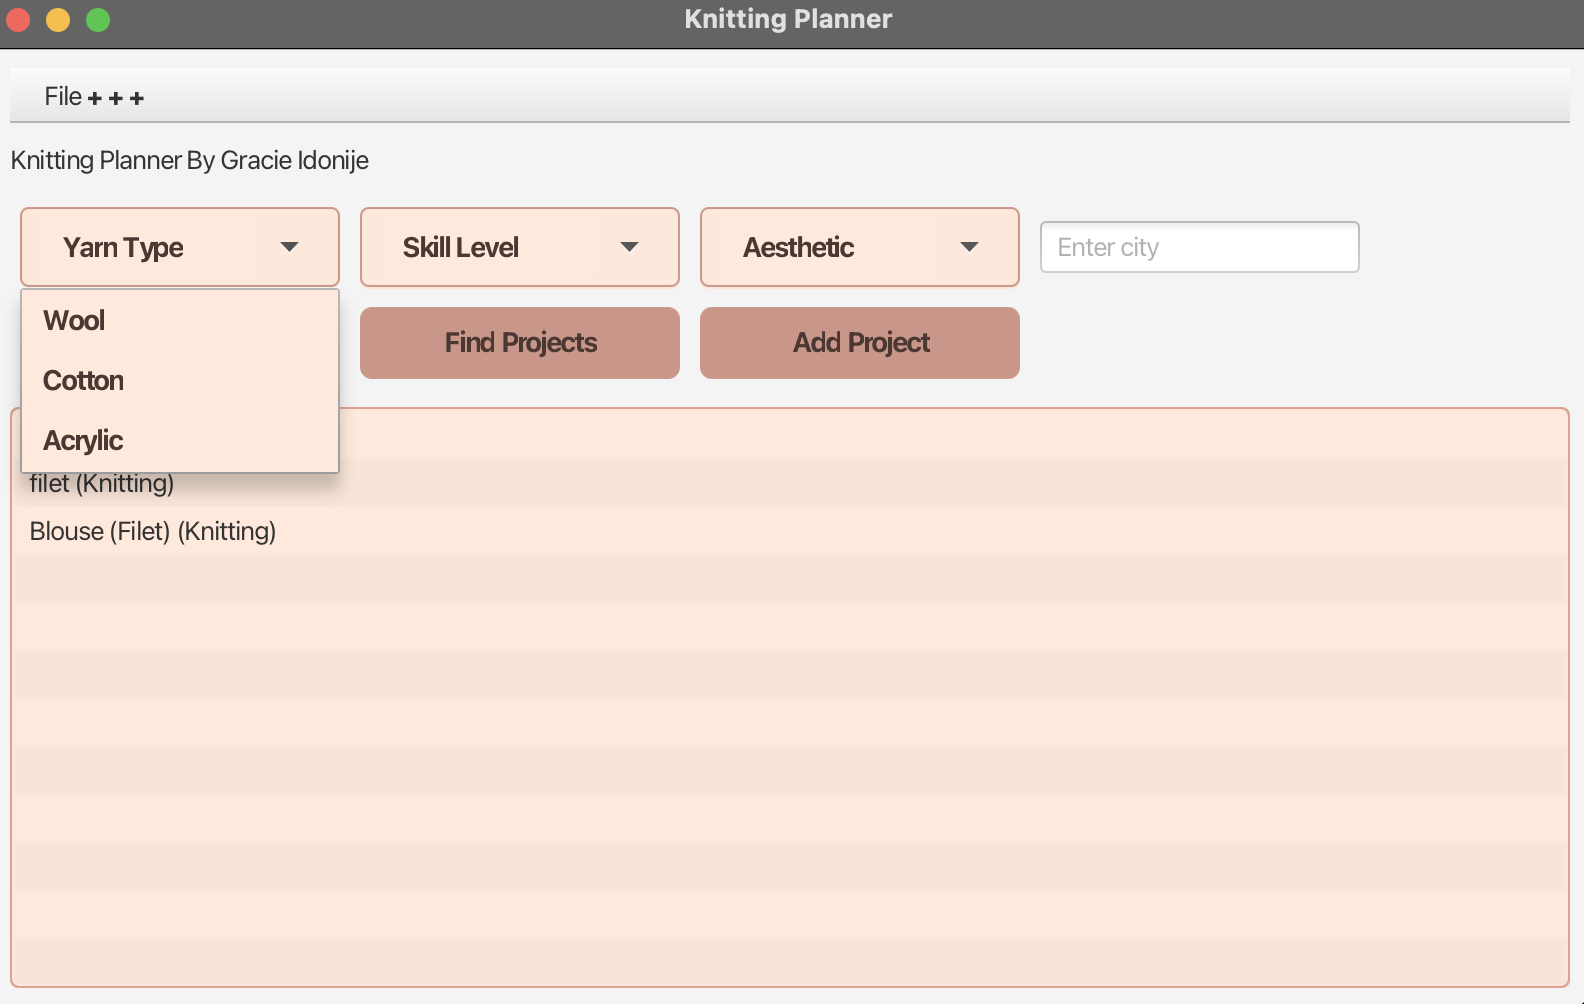 Knitting Planner
File + + +
Knitting Planner By Gracie Idonije
Yarn Type Skill Level Aesthetic Enter city
Wool
Find Projects Add Project
Cotton
Acrylic
filet (Knitting)
Blouse (Filet) (Knitting)